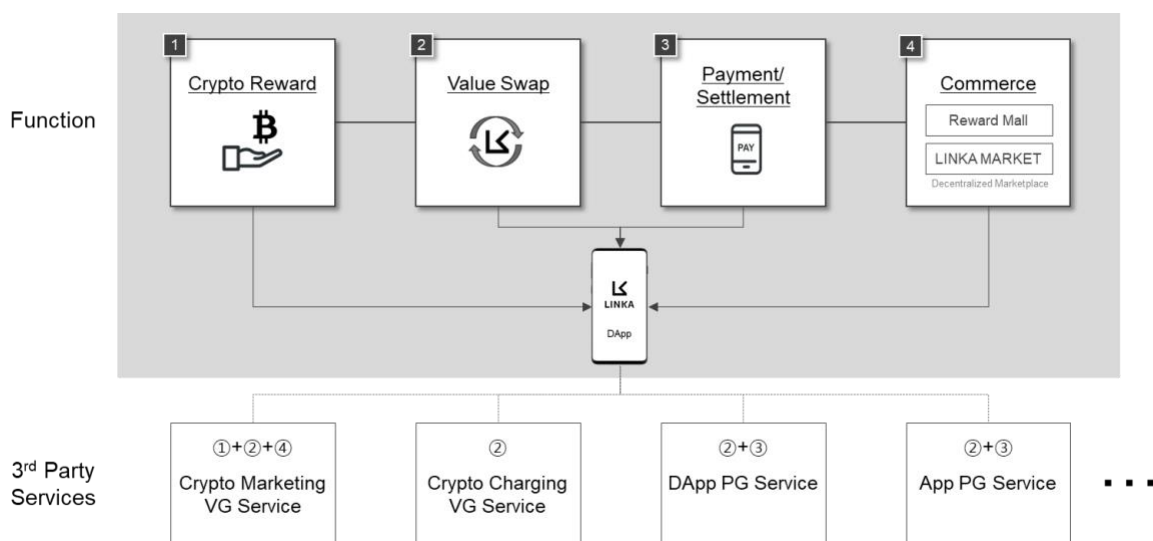 Function
1
Crypto Reward
2
Value Swap
3
Payment/
Settlement
PAY
4
Commerce
Reward Mall
LINKA MARKET
Decentralized Marketplace
LINKA
DApp
3rd Party
Services
①+②+④
Crypto Marketing
VG Service
②
Crypto Charging
VG Service
②+③
DApp PG Service
②+③
App PG Service